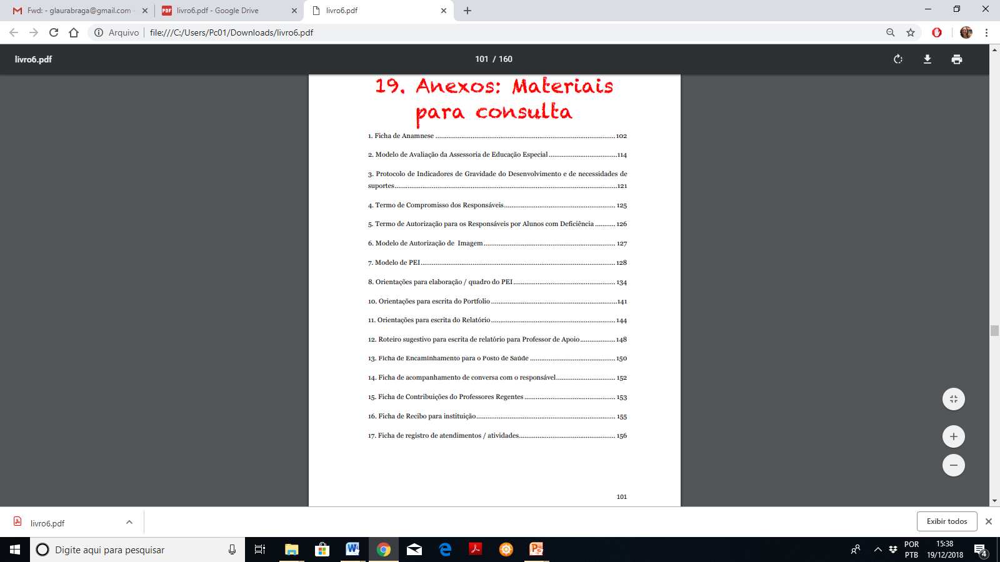 Fwd: - glaurabraga@gmail.com -
livro6.pdf - Google Drive
livro6.pdf
Arquivo
file:///C:/Users/Pc01/Downloads/livro6.pdf
livro6.pdf
101 / 160
19. Anexos: Materiais
para consulta
1. Ficha de Anamnese ........ 102
2. Modelo de Avaliação da Assessoria de Educação Especial ........ 114
3. Protocolo de Indicadores de Gravidade do Desenvolvimento e de necessidades de
suportes ........ 121
4. Termo de Compromisso dos Responsáveis ........ 125
5. Termo de Autorização para os Responsáveis por Alunos com Deficiência ........ 126
6. Modelo de Autorização de Imagem ........ 127
7. Modelo de PEI ........ 128
8. Orientações para elaboração / quadro do PEI ........ 134
10. Orientações para escrita do Portfolio ........ 141
11. Orientações para escrita do Relatório ........ 144
12. Roteiro sugestivo para escrita de relatório para Professor de Apoio ........ 148
13. Ficha de Encaminhamento para o Posto de Saúde ........ 150
14. Ficha de acompanhamento de conversa com o responsável ........ 152
15. Ficha de Contribuições do Professores Regentes ........ 153
16. Ficha de Recibo para instituição ........ 155
17. Ficha de registro de atendimentos / atividades ........ 156
101
livro6.pdf
Exibir todos
Digite aqui para pesquisar
POR
PTB
15:38
19/12/2018
4